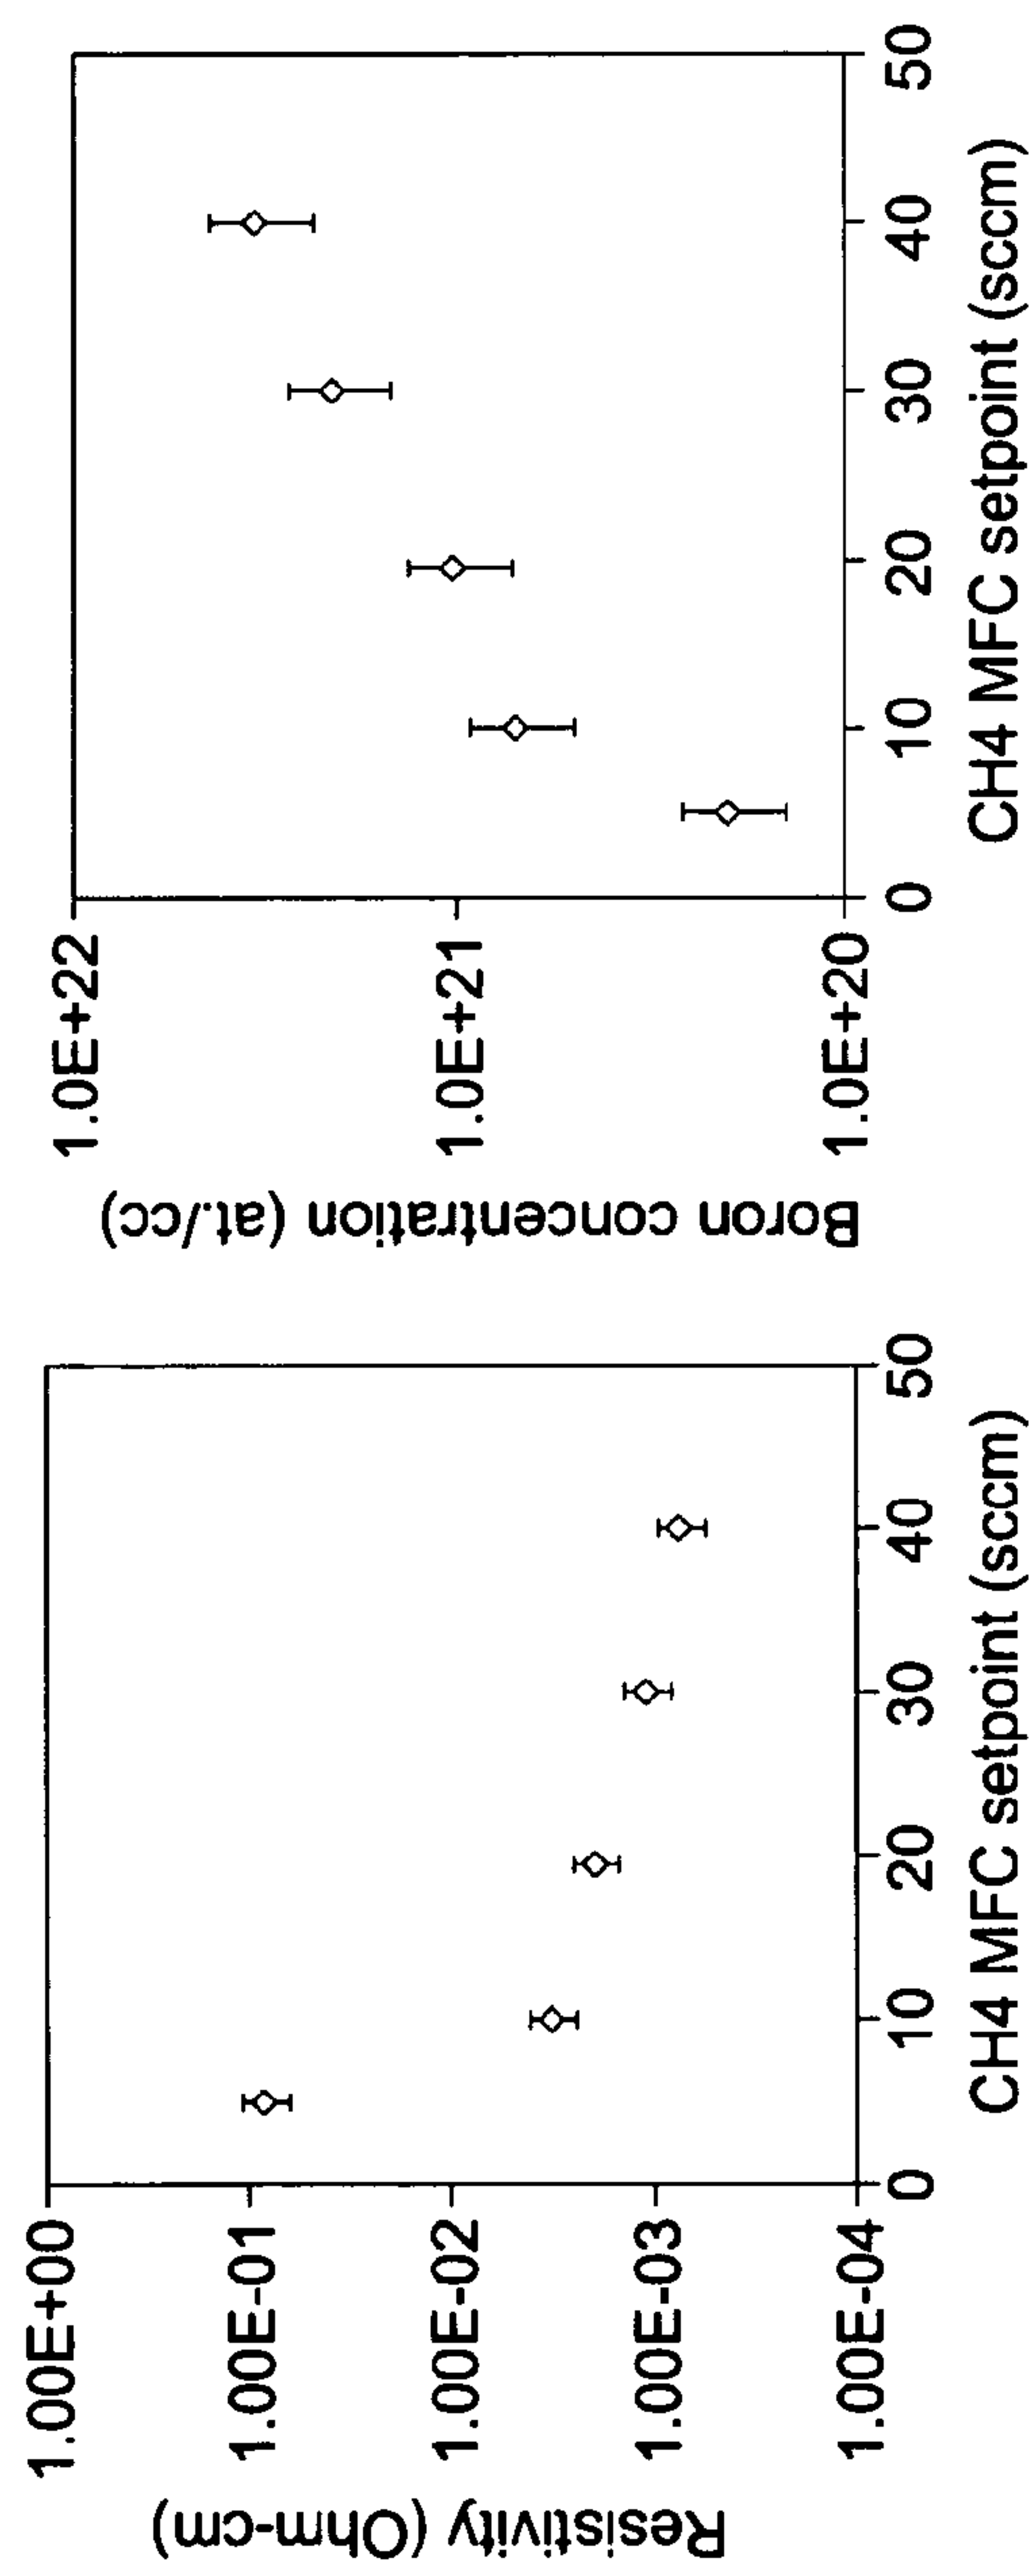 Resistivity (Ohm-cm)
1.00E+00
1.00E-01
1.00E-02
1.00E-03
1.00E-04
0 10 20 30 40 50
CH4 MFC setpoint (sccm)
Boron concentration (at./cc)
1.0E+22
1.0E+21
1.0E+20
0 10 20 30 40 50
CH4 MFC setpoint (sccm)